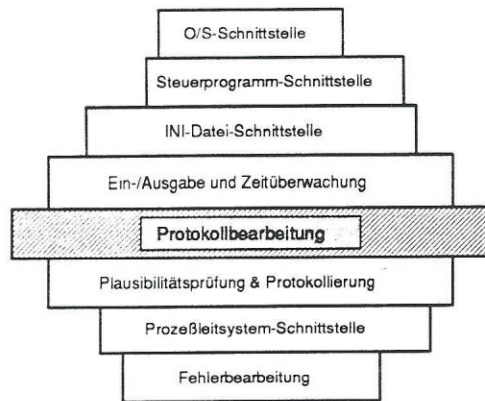 O/S-Schnittstelle
Steuerprogramm-Schnittstelle
INI-Datei-Schnittstelle
Ein-/Ausgabe und Zeitüberwachung
Protokollbearbeitung
Plausibilitätsprüfung & Protokollierung
Prozeßleitsystem-Schnittstelle
Fehlerbearbeitung